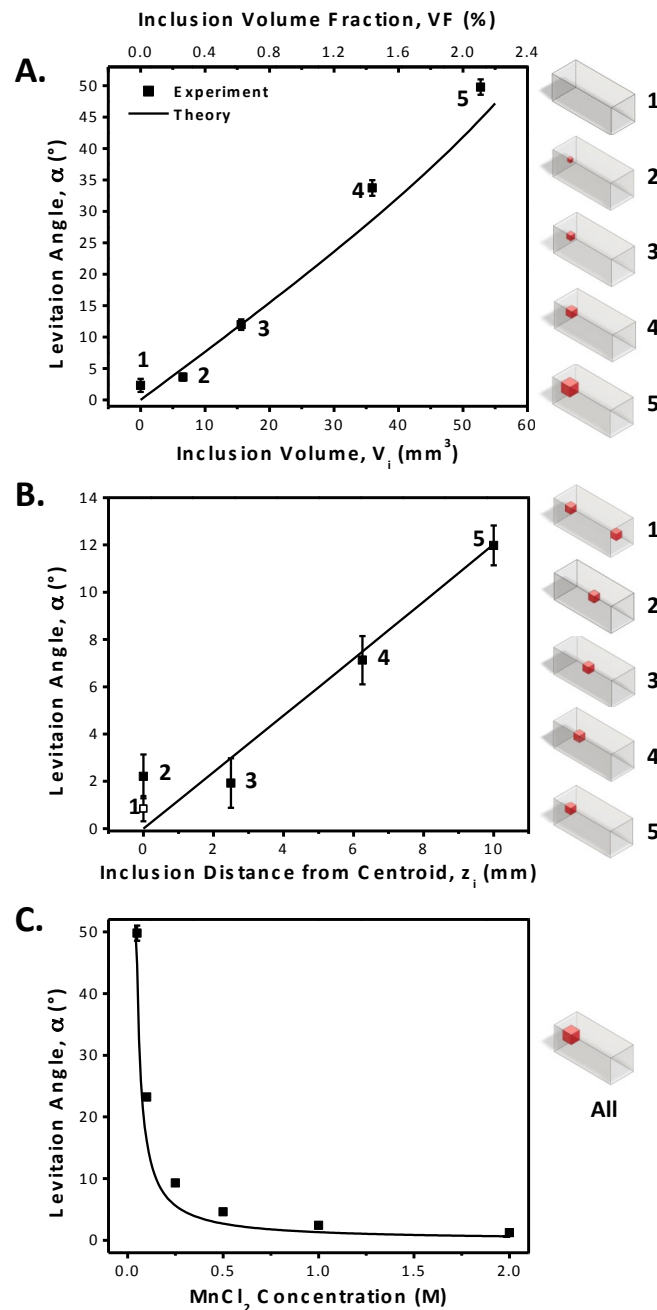 Inclusion Volume Fraction, VF (%)
0.0 0.6 1.2 1.8 2.4
A.
Experiment
Theory
Levitaion Angle, α (°)
50
45
40
35
30
25
20
15
10
5
0
1
2
3
4
5
0 10 20 30 40 50 60
Inclusion Volume, Vi (mm3)
1
2
3
4
5
B.
Levitaion Angle, α (°)
14
12
10
8
6
4
2
0
1
2
3
4
5
0 2 4 6 8 10
Inclusion Distance from Centroid, zi (mm)
1
2
3
4
5
C.
Levitaion Angle, α (°)
50
40
30
20
10
0
0.0 0.5 1.0 1.5 2.0
MnCl2 Concentration (M)
All